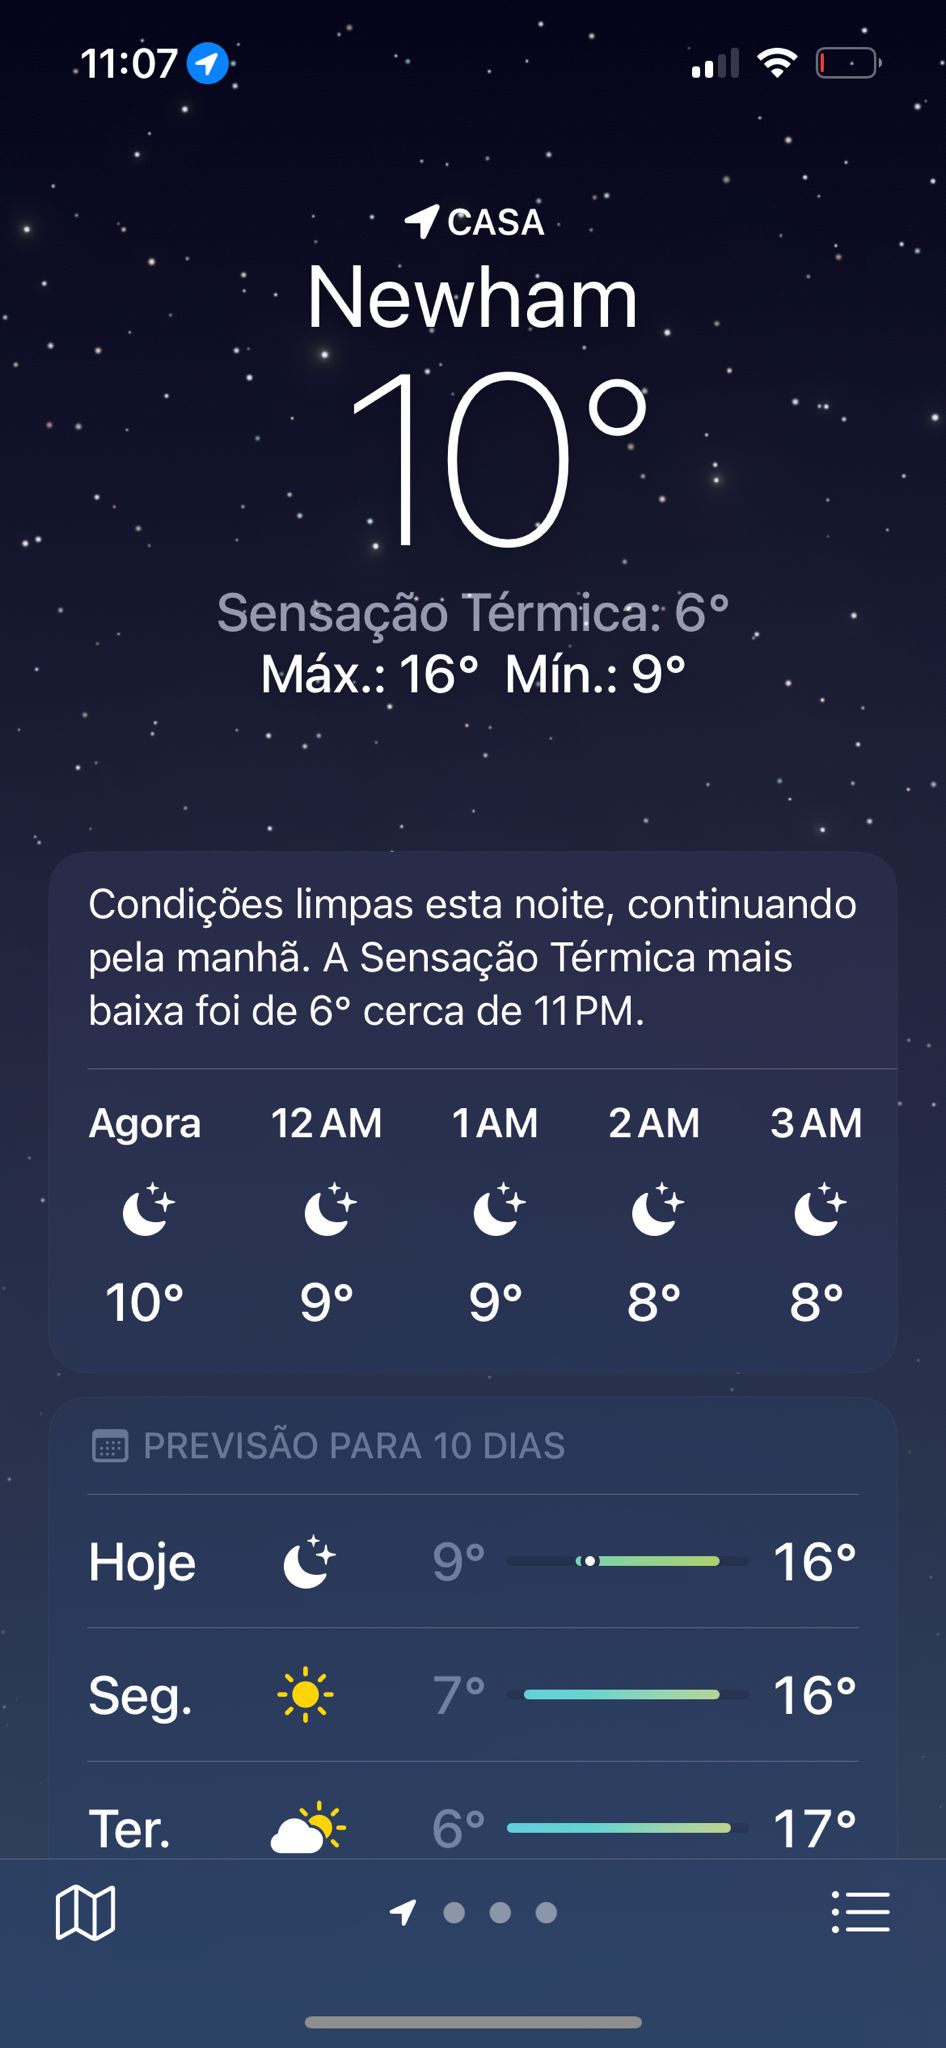 11:07
CASA
Newham
10°
Sensação Térmica: 6°
Máx.: 16° Mín.: 9°
Condições limpas esta noite, continuando
pela manhã. A Sensação Térmica mais
baixa foi de 6° cerca de 11 PM.
Agora 12 AM 1 AM 2 AM 3 AM
10° 9° 9° 8° 8°
PREVISÃO PARA 10 DIAS
Hoje 9° 16°
Seg. 7° 16°
Ter. 6° 17°